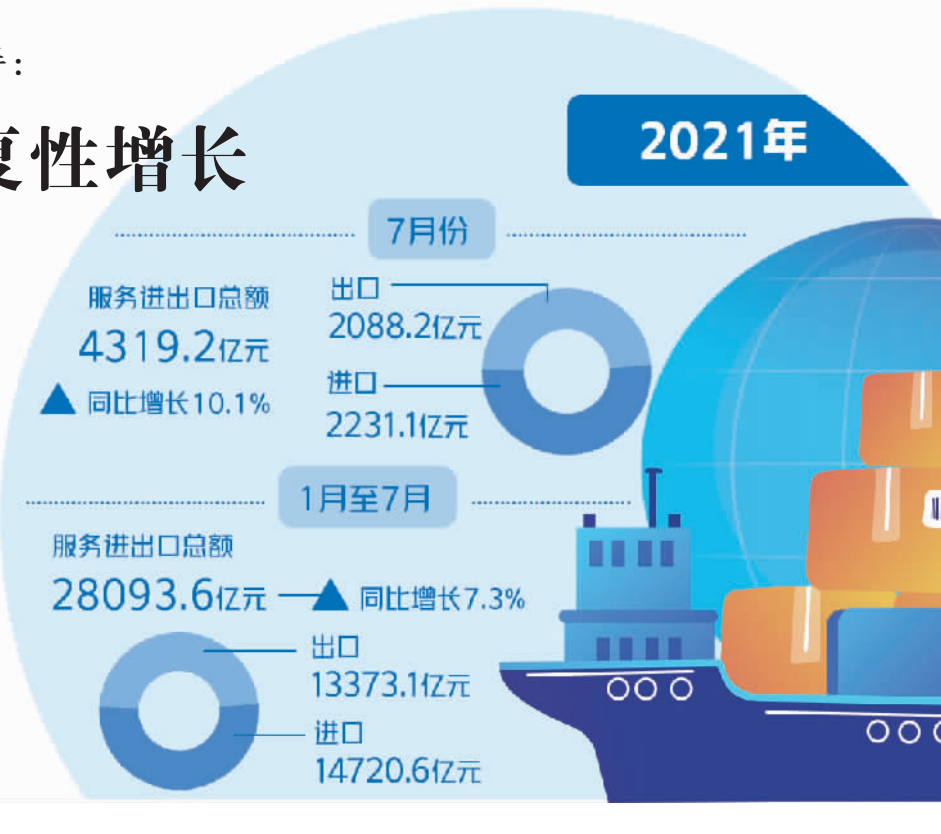 ：
复性增长
2021年
7月份
服务进出口总额
4319.2亿元
同比增长10.1%
出口
2088.2亿元
进口
2231.1亿元
1月至7月
服务进出口总额
28093.6亿元
同比增长7.3%
出口
13373.1亿元
进口
14720.6亿元